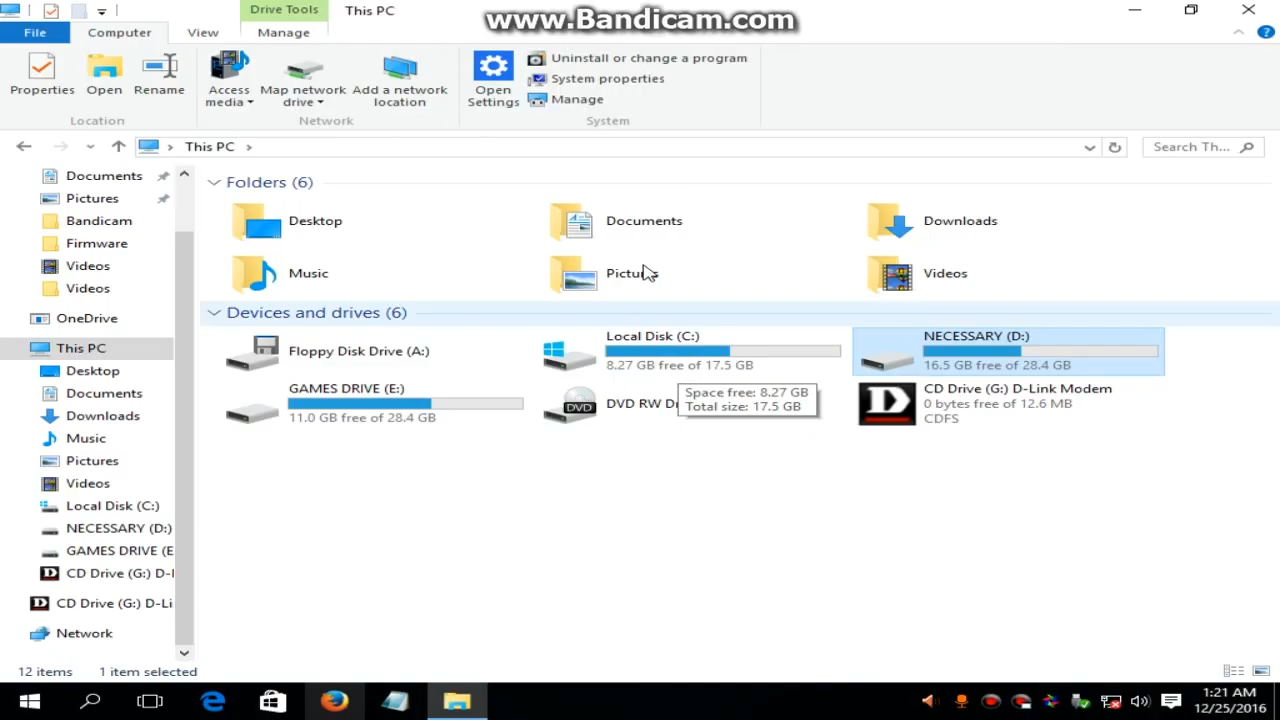 Drive Tools
This PC
www.Bandicam.com
File
Computer
View
Manage
Properties
Open
Rename
Access media
Map network drive
Add a network location
Open Settings
Uninstall or change a program
System properties
Manage
Location
Network
System
This PC
Search Th...
Documents
Pictures
Bandicam
Firmware
Videos
Videos
OneDrive
This PC
Desktop
Documents
Downloads
Music
Pictures
Videos
Local Disk (C:)
NECESSARY (D:)
GAMES DRIVE (E
CD Drive (G:) D-l
CD Drive (G:) D-Li
Network
Folders (6)
Desktop
Documents
Downloads
Music
Pictures
Videos
Devices and drives (6)
Floppy Disk Drive (A:)
Local Disk (C:)
8.27 GB free of 17.5 GB
NECESSARY (D:)
16.5 GB free of 28.4 GB
GAMES DRIVE (E:)
11.0 GB free of 28.4 GB
DVD
DVD RW
Space free: 8.27 GB
Total size: 17.5 GB
D
CD Drive (G:) D-Link Modem
0 bytes free of 12.6 MB
CDFS
12 items
1 item selected
1:21 AM
12/25/2016